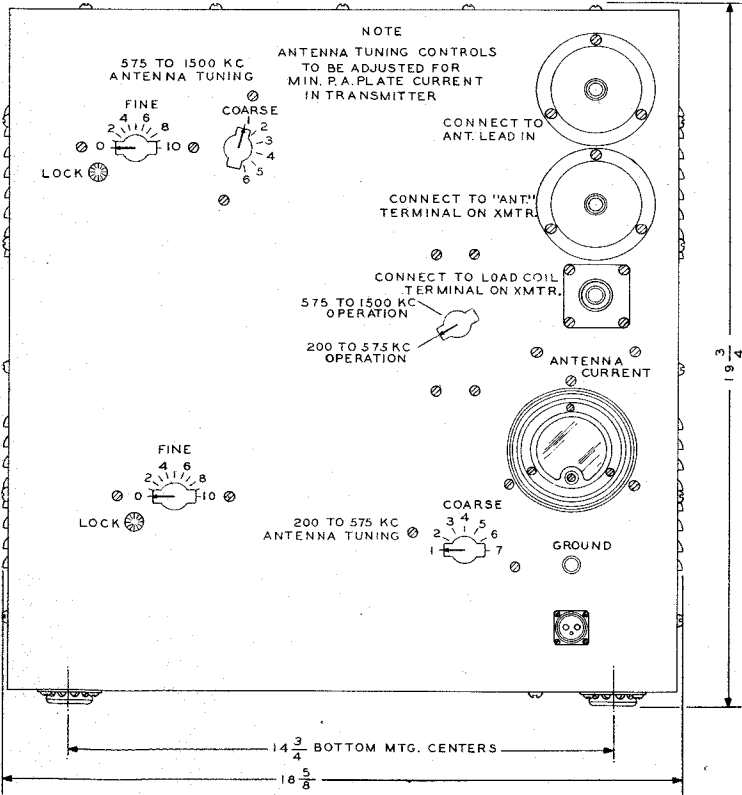 NOTE
ANTENNA TUNING CONTROLS
TO BE ADJUSTED FOR
MIN. P.A. PLATE CURRENT
IN TRANSMITTER
575 TO 1500 KC
ANTENNA TUNING
FINE
0 2 4 6 8 10
LOCK
COARSE
1 2 3 4 5 6
CONNECT TO
ANT. LEAD IN
CONNECT TO "ANT."
TERMINAL ON XMTR.
CONNECT TO LOAD COIL
TERMINAL ON XMTR.
575 TO 1500 KC
OPERATION
200 TO 575 KC
OPERATION
ANTENNA
CURRENT
FINE
0 2 4 6 8 10
LOCK
200 TO 575 KC
ANTENNA TUNING
COARSE
1 2 3 4 5 6 7
GROUND
19 3/4
14 3/4 BOTTOM MTG. CENTERS
18 5/8